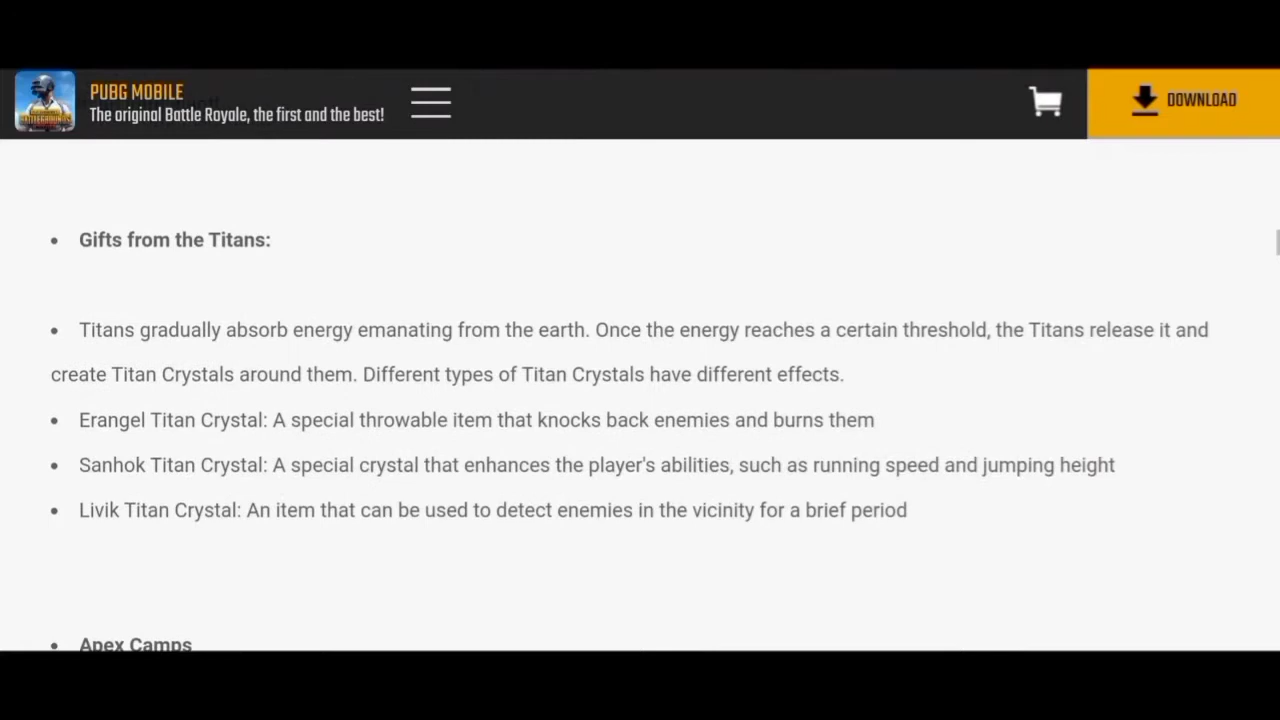 PUBG MOBILE
The original Battle Royale, the first and the best!
DOWNLOAD
• Gifts from the Titans:
• Titans gradually absorb energy emanating from the earth. Once the energy reaches a certain threshold, the Titans release it and
create Titan Crystals around them. Different types of Titan Crystals have different effects.
• Erangel Titan Crystal: A special throwable item that knocks back enemies and burns them
• Sanhok Titan Crystal: A special crystal that enhances the player's abilities, such as running speed and jumping height
• Livik Titan Crystal: An item that can be used to detect enemies in the vicinity for a brief period
• Apex Camps